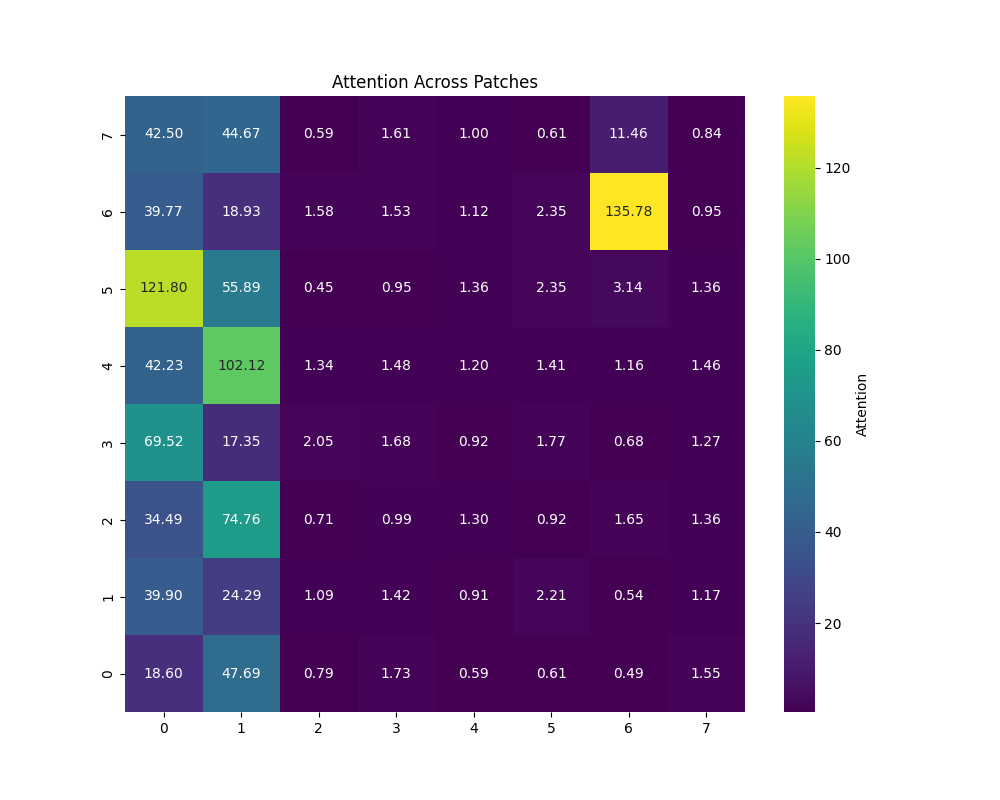 Attention Across Patches
7 42.50 44.67 0.59 1.61 1.00 0.61 11.46 0.84
6 39.77 18.93 1.58 1.53 1.12 2.35 135.78 0.95
5 121.80 55.89 0.45 0.95 1.36 2.35 3.14 1.36
4 42.23 102.12 1.34 1.48 1.20 1.41 1.16 1.46
3 69.52 17.35 2.05 1.68 0.92 1.77 0.68 1.27
2 34.49 74.76 0.71 0.99 1.30 0.92 1.65 1.36
1 39.90 24.29 1.09 1.42 0.91 2.21 0.54 1.17
0 18.60 47.69 0.79 1.73 0.59 0.61 0.49 1.55
0 1 2 3 4 5 6 7
120
100
80
60
40
20
Attention